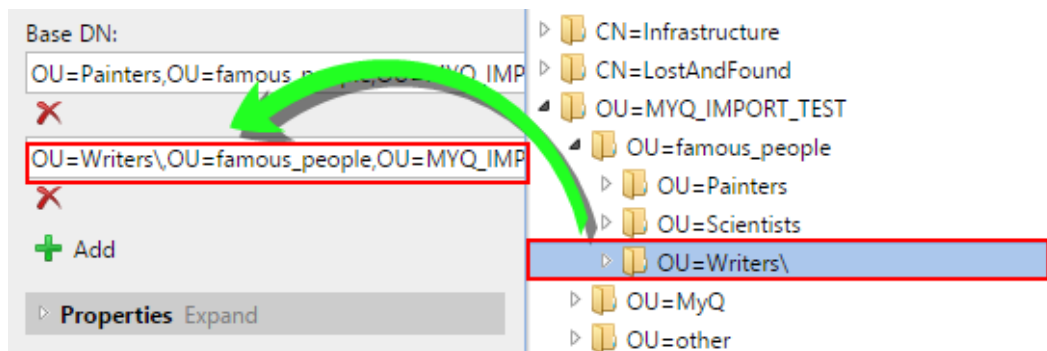 Base DN:
OU=Painters,OU=famous_people,OU=MYQ_IMP
OU=Writers\,OU=famous_people,OU=MYQ_IMP
Add
Properties Expand
CN=Infrastructure
CN=LostAndFound
OU=MYQ_IMPORT_TEST
OU=famous_people
OU=Painters
OU=Scientists
OU=Writers\
OU=MyQ
OU=other